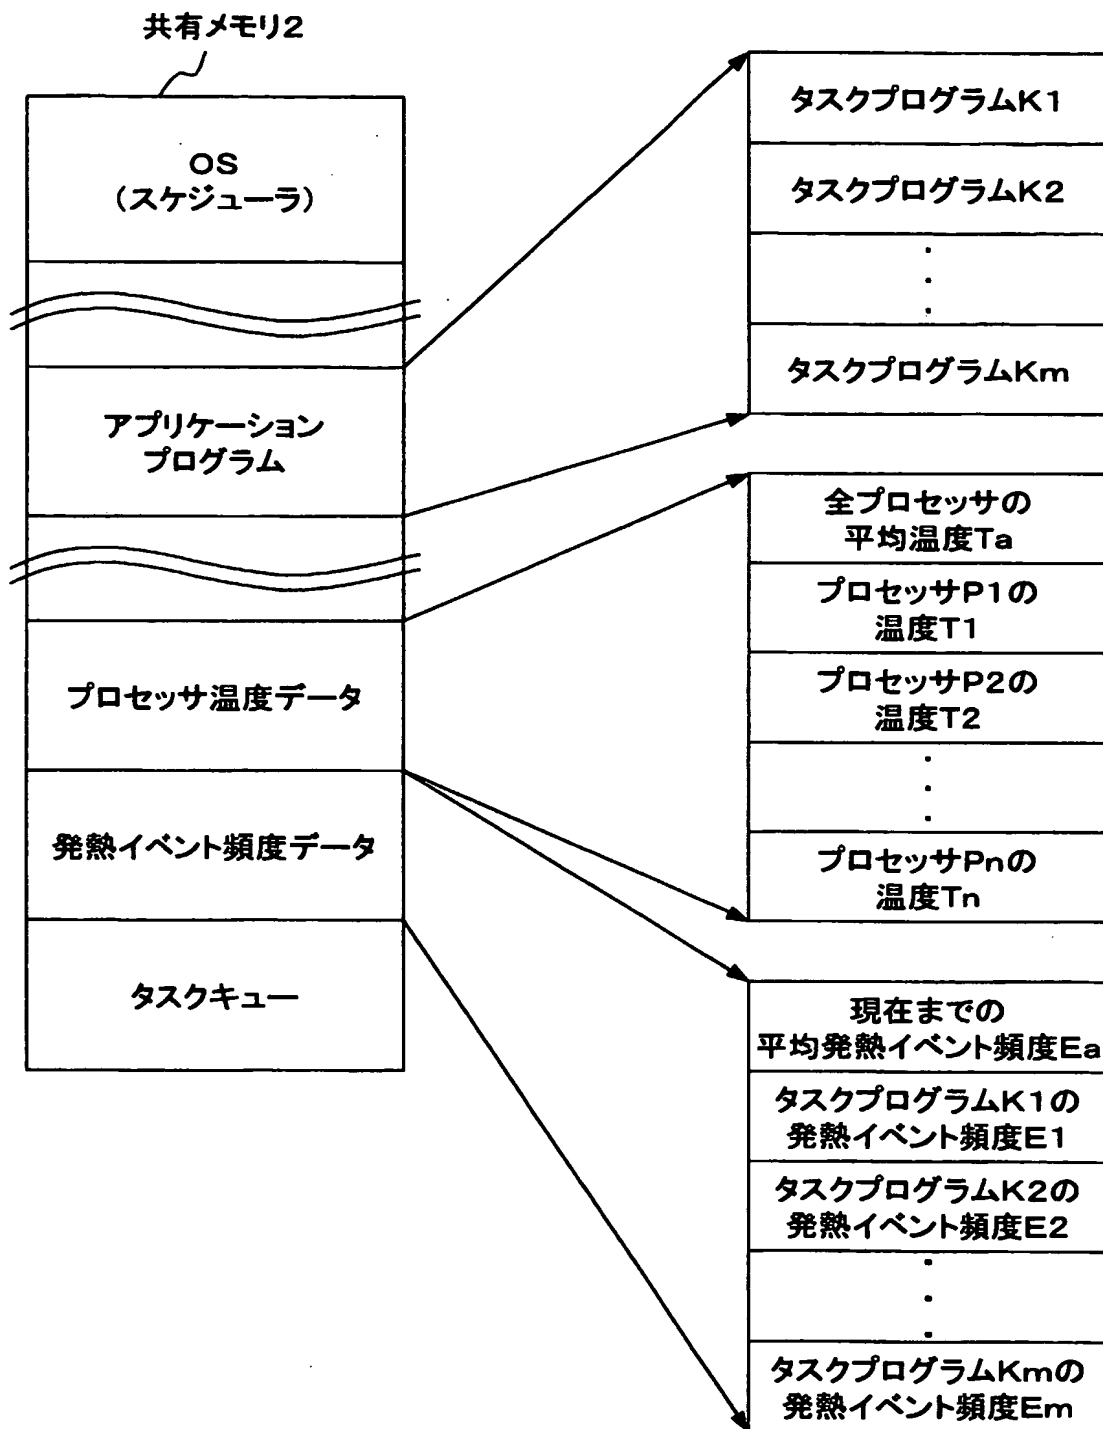 共有メモリ2
OS
(スケジューラ)
アプリケーション
プログラム
プロセッサ温度データ
発熱イベント頻度データ
タスクキュー
タスクプログラムK1
タスクプログラムK2
タスクプログラムKm
全プロセッサの
平均温度Ta
プロセッサP1の
温度T1
プロセッサP2の
温度T2
プロセッサPnの
温度Tn
現在までの
平均発熱イベント頻度Ea
タスクプログラムK1の
発熱イベント頻度E1
タスクプログラムK2の
発熱イベント頻度E2
タスクプログラムKmの
発熱イベント頻度Em